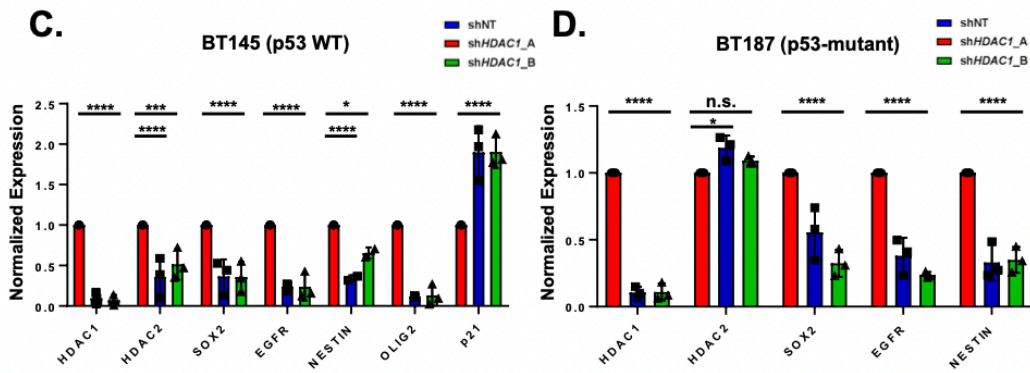 C.
BT145 (p53 WT)
shNT
shHDAC1_A
shHDAC1_B
Normalized Expression
2.5
2.0
1.5
1.0
0.5
0.0
**** *** **** **** * **** ****
**** ****
HDAC1 HDAC2 SOX2 EGFR NESTIN OLIG2 p21
D.
BT187 (p53-mutant)
shNT
shHDAC1_A
shHDAC1_B
Normalized Expression
1.5
1.0
0.5
0.0
**** n.s. **** **** ****
*
HDAC1 HDAC2 SOX2 EGFR NESTIN